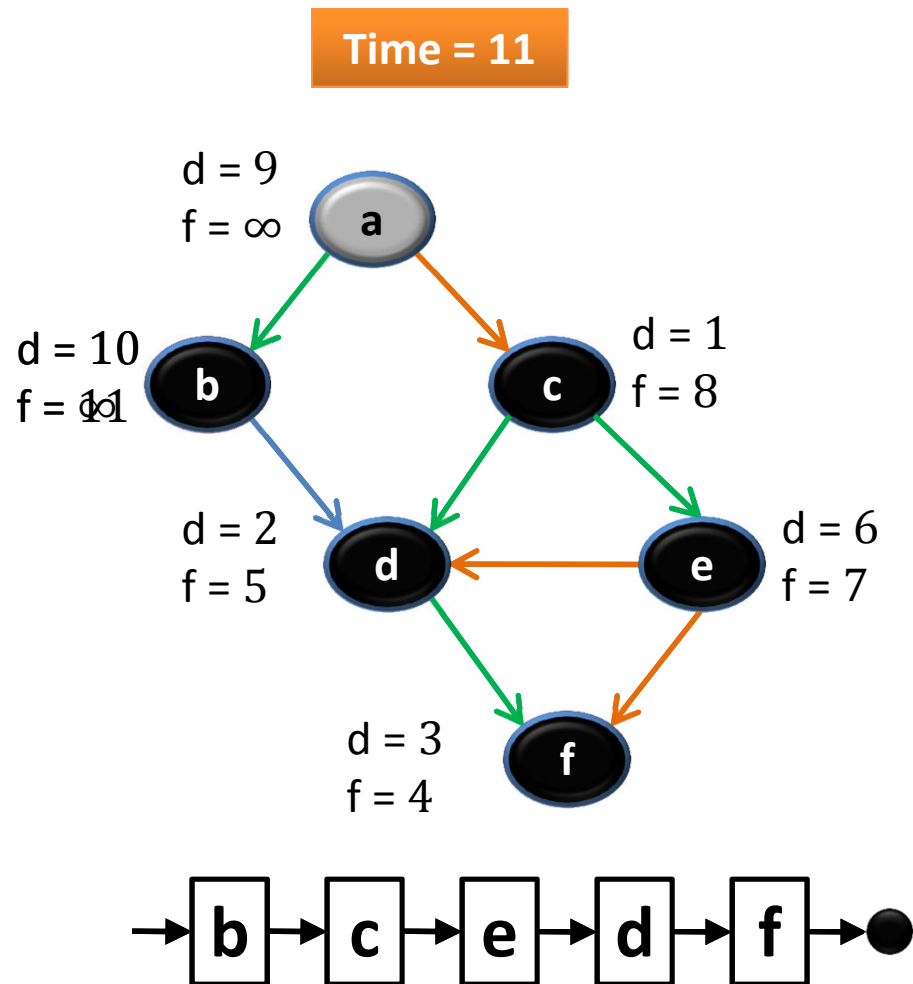 Time = 11
d = 9
f = ∞
a
d = 10
b
c
d = 1
f = 8
d = 2
f = 5
d
e
d = 6
f = 7
d = 3
f = 4
f
b c e d f